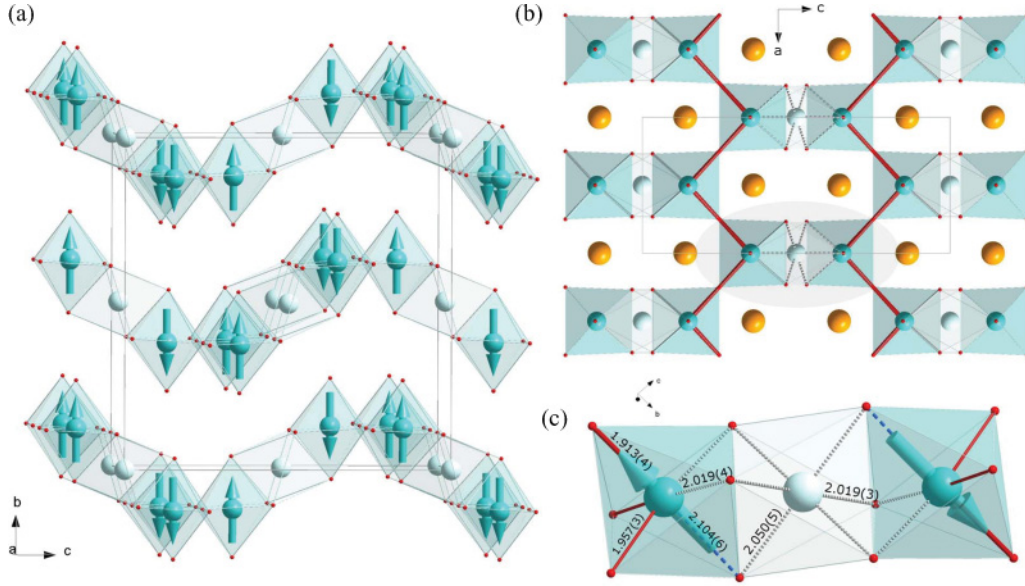 (a)
b
a
c
(b)
c
a
(c)
c
b
1.913(4)
2.019(4)
2.019(3)
1.957(3)
2.104(6)
2.050(5)